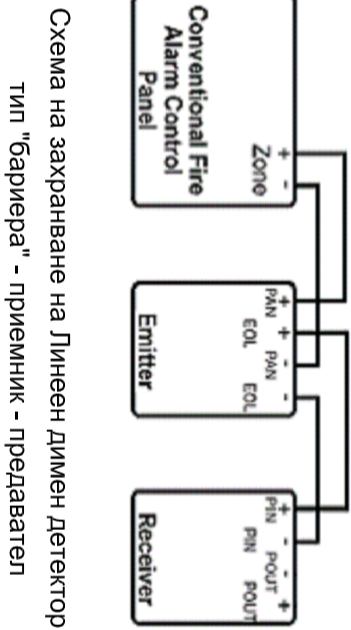 + -
Zone
Conventional Fire
Alarm Control
Panel
+ + - -
PAN PAN
EOL EOL
Emitter
+ - - +
PIN POUT
PIN POUT
Receiver
Схема на захранване на Линеен димен детектор
тип "бариера" - приемник - предавател